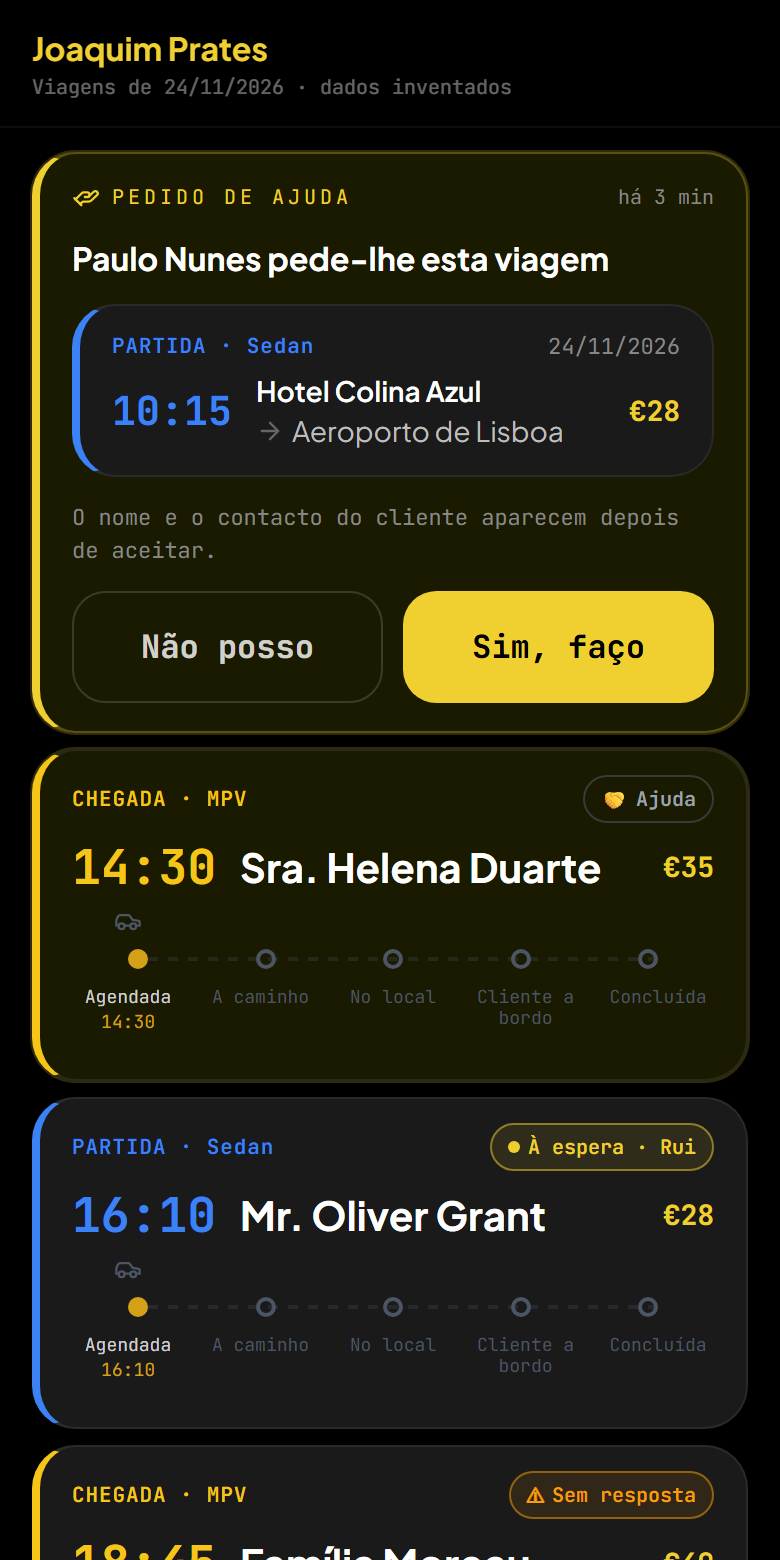 Joaquim Prates
Viagens de 24/11/2026 · dados inventados
PEDIDO DE AJUDA
há 3 min
Paulo Nunes pede-lhe esta viagem
PARTIDA · Sedan
24/11/2026
10:15
Hotel Colina Azul
→ Aeroporto de Lisboa
€28
O nome e o contacto do cliente aparecem depois
de aceitar.
Não posso
Sim, faço
CHEGADA · MPV
Ajuda
14:30 Sra. Helena Duarte €35
Agendada
14:30
A caminho
No local
Cliente a
bordo
Concluída
PARTIDA · Sedan
À espera · Rui
16:10 Mr. Oliver Grant €28
Agendada
16:10
A caminho
No local
Cliente a
bordo
Concluída
CHEGADA · MPV
Sem resposta
18:45 Família Moreau